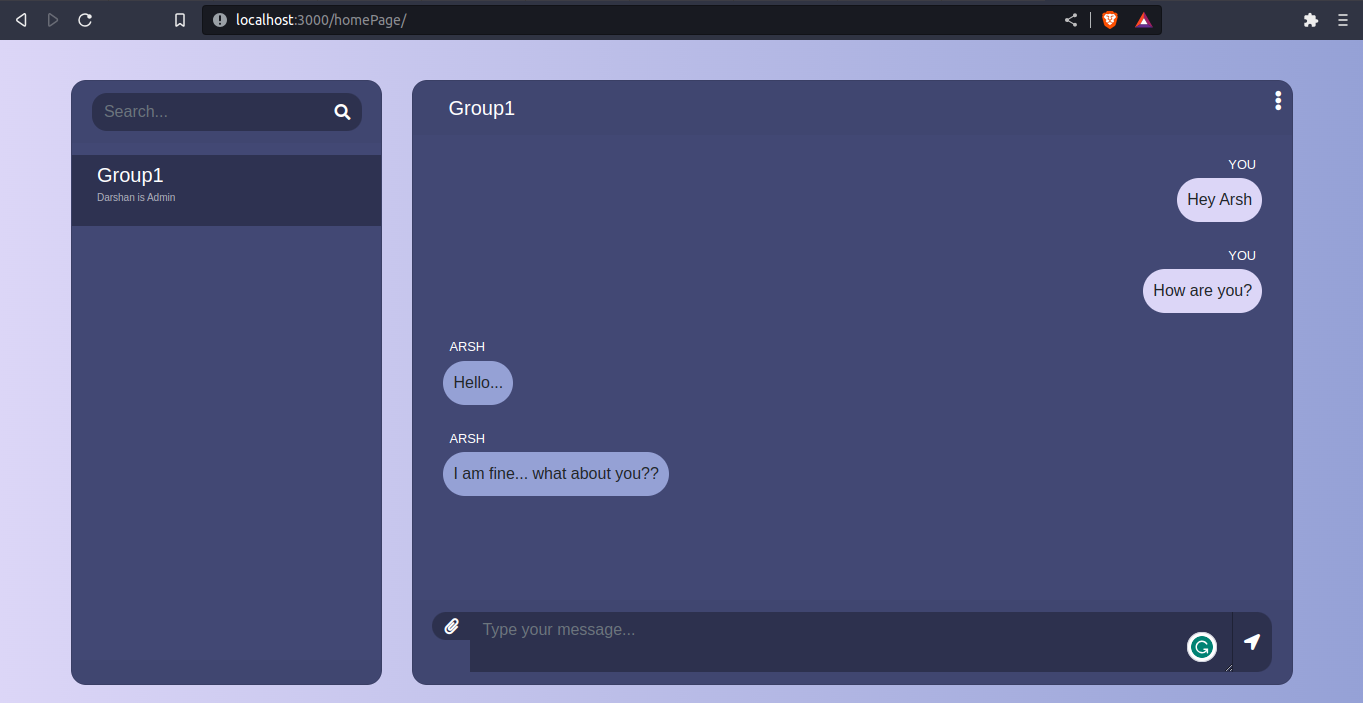 localhost:3000/homePage/
Search...
Group1
Darshan is Admin
Group1
YOU
Hey Arsh
YOU
How are you?
ARSH
Hello...
ARSH
I am fine... what about you??
Type your message...